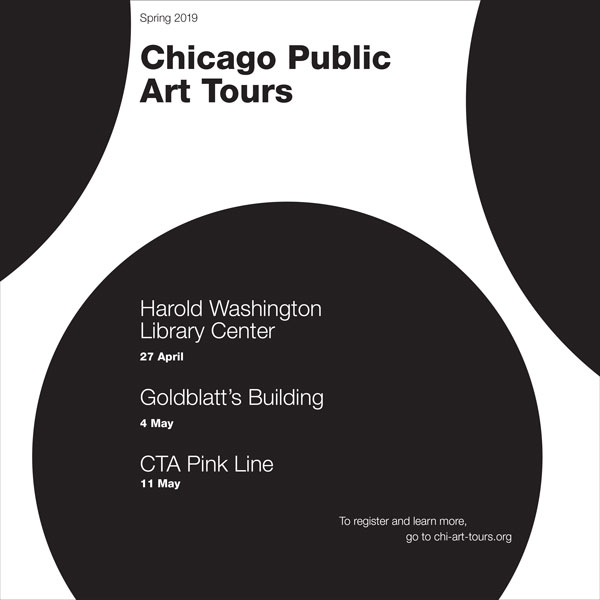 Spring 2019
Chicago Public
Art Tours
Harold Washington
Library Center
27 April
Goldblatt’s Building
4 May
CTA Pink Line
11 May
To register and learn more,
go to chi-art-tours.org